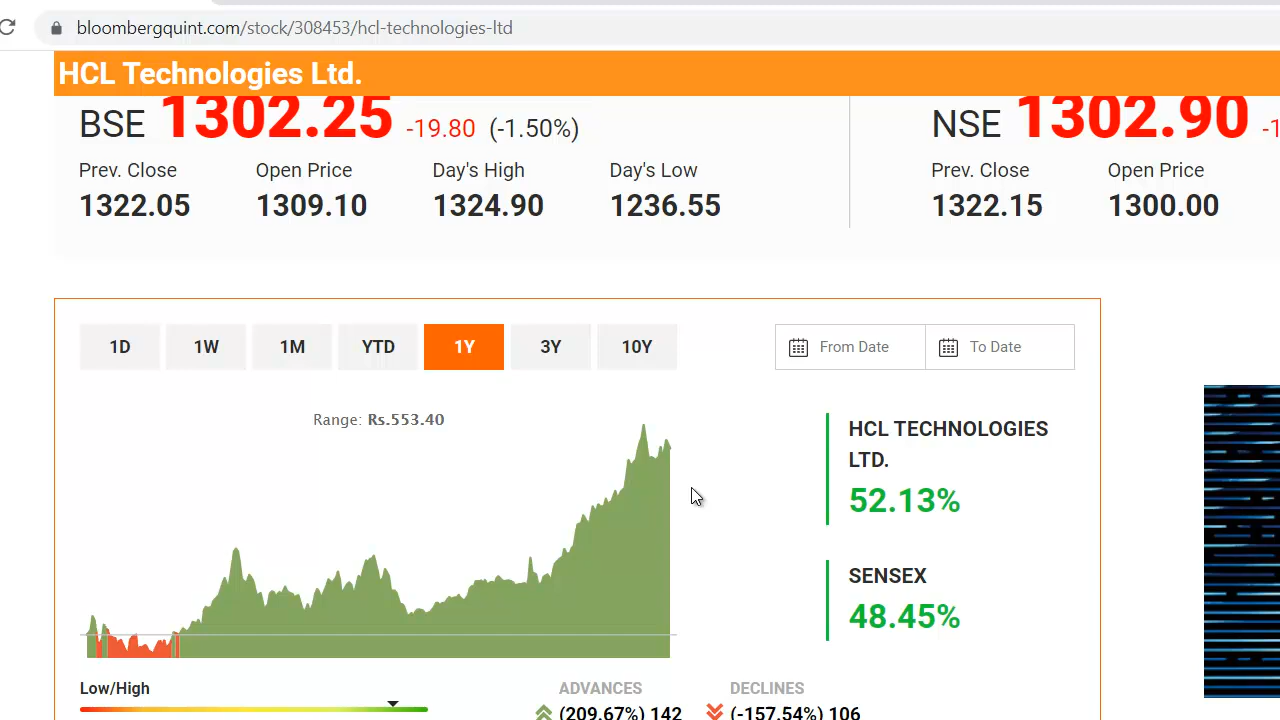 bloombergquint.com/stock/308453/hcl-technologies-ltd
HCL Technologies Ltd.
BSE 1302.25 -19.80 (-1.50%)
Prev. Close Open Price Day's High Day's Low
1322.05 1309.10 1324.90 1236.55
NSE 1302.90 -1
Prev. Close Open Price
1322.15 1300.00
1D 1W 1M YTD 1Y 3Y 10Y
From Date To Date
Range: Rs.553.40
HCL TECHNOLOGIES
LTD.
52.13%
SENSEX
48.45%
Low/High
ADVANCES DECLINES
(209.67%) 142 (-157.54%) 106